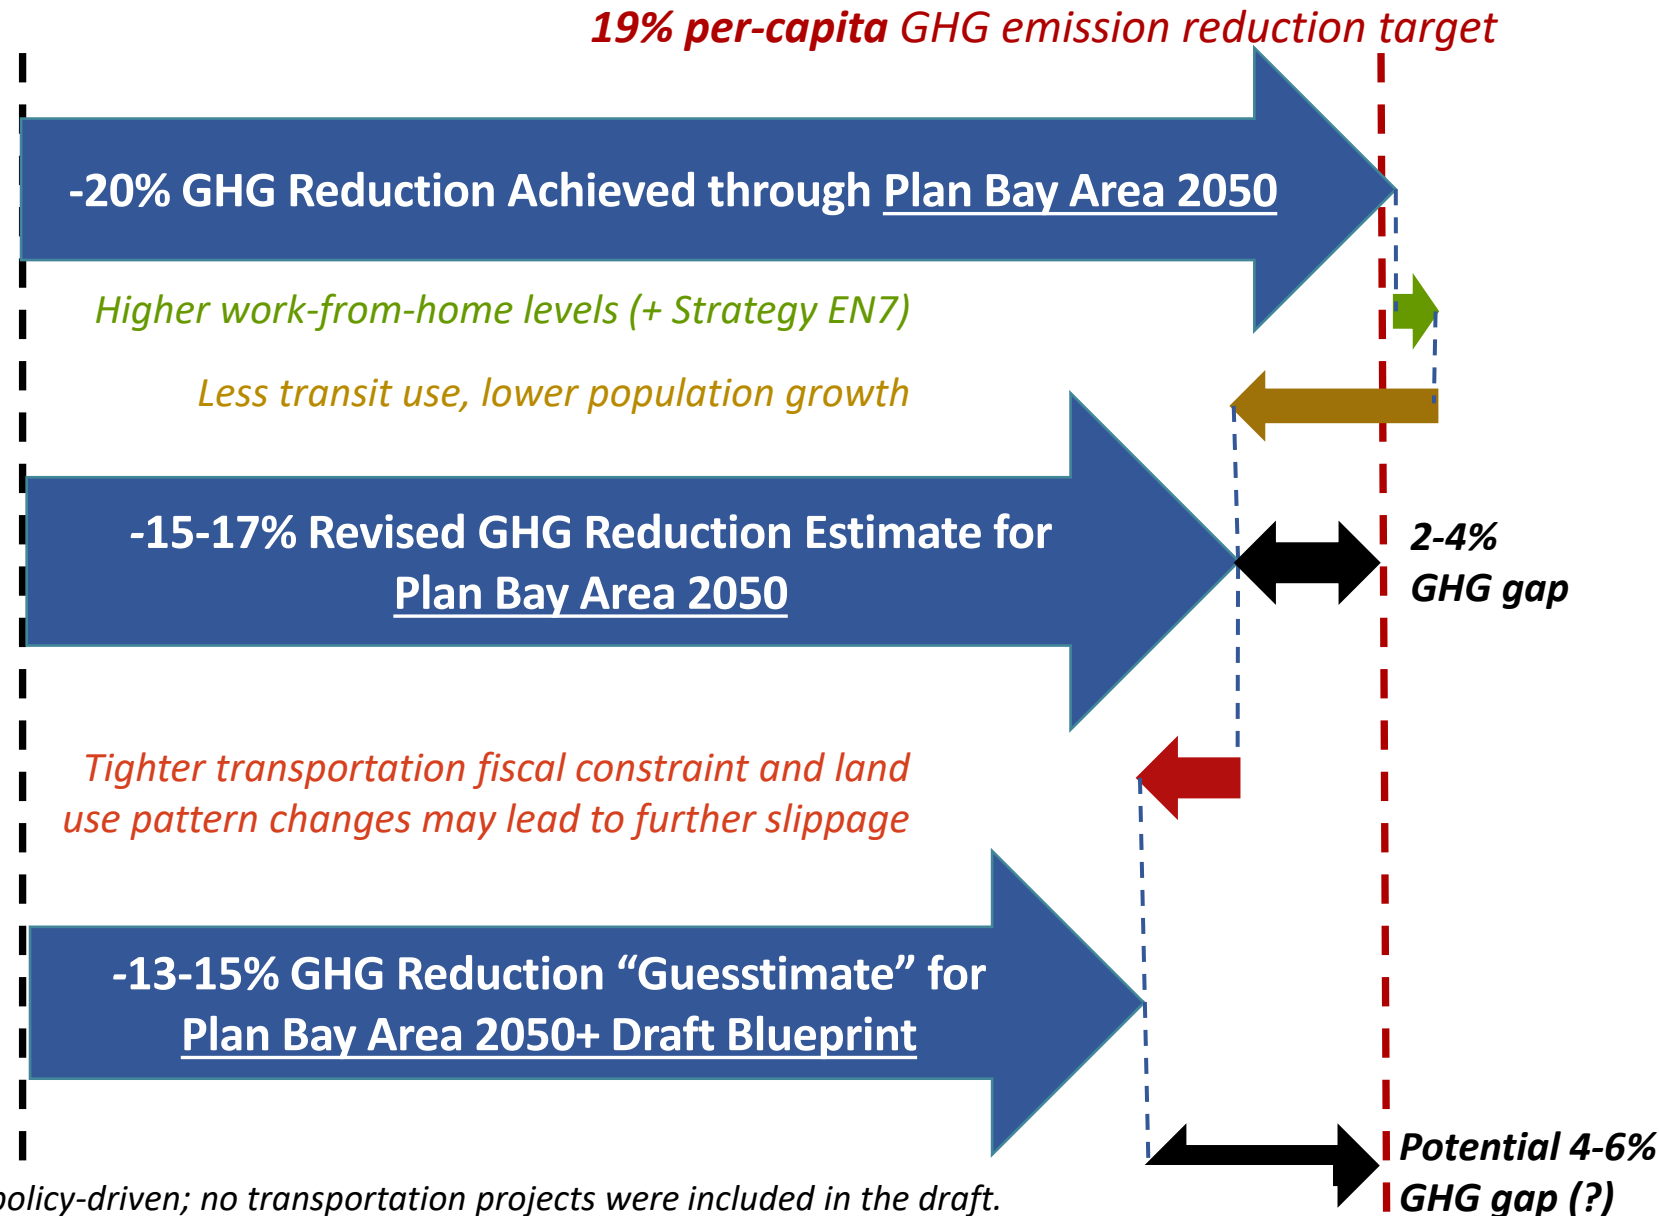 19% per-capita GHG emission reduction target
-20% GHG Reduction Achieved through Plan Bay Area 2050
Higher work-from-home levels (+ Strategy EN7)
Less transit use, lower population growth
-15-17% Revised GHG Reduction Estimate for
Plan Bay Area 2050
2-4%
GHG gap
Tighter transportation fiscal constraint and land
use pattern changes may lead to further slippage
-13-15% GHG Reduction “Guesstimate” for
Plan Bay Area 2050+ Draft Blueprint
Potential 4-6%
GHG gap (?)
policy-driven; no transportation projects were included in the draft.